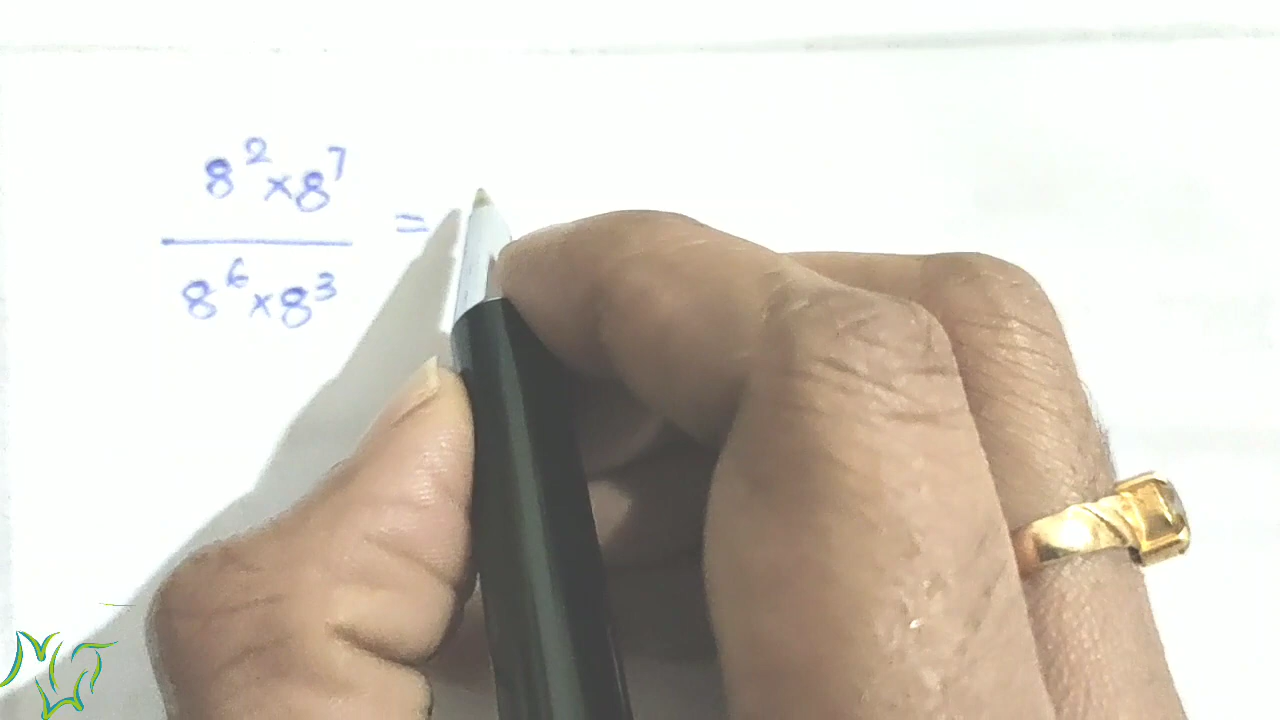 8² × 8⁷ =
8⁶ × 8³